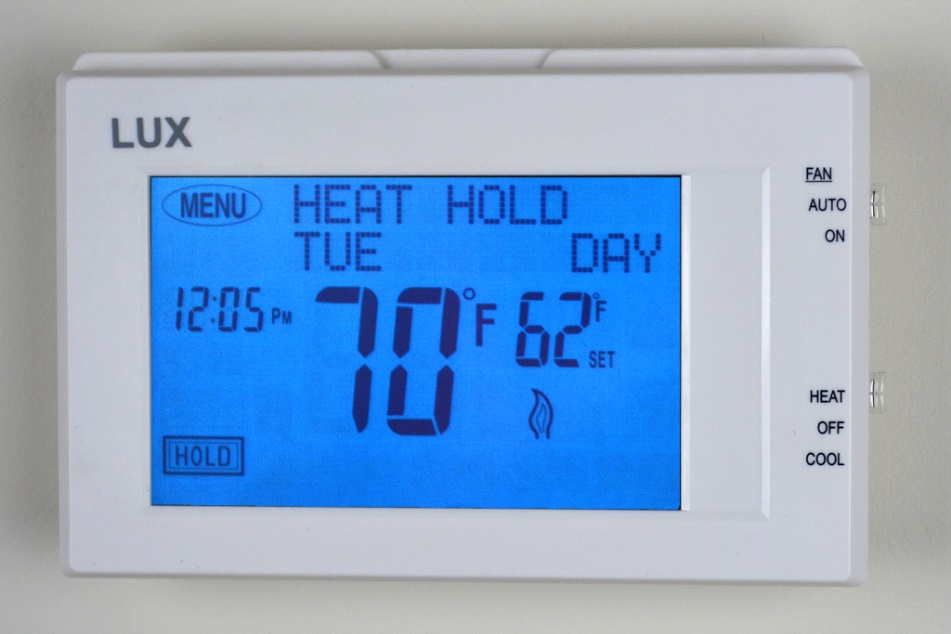 LUX
MENU HEAT HOLD
TUE DAY
12:05 PM 70°F 62°F SET
HOLD
FAN
AUTO
ON
HEAT
OFF
COOL